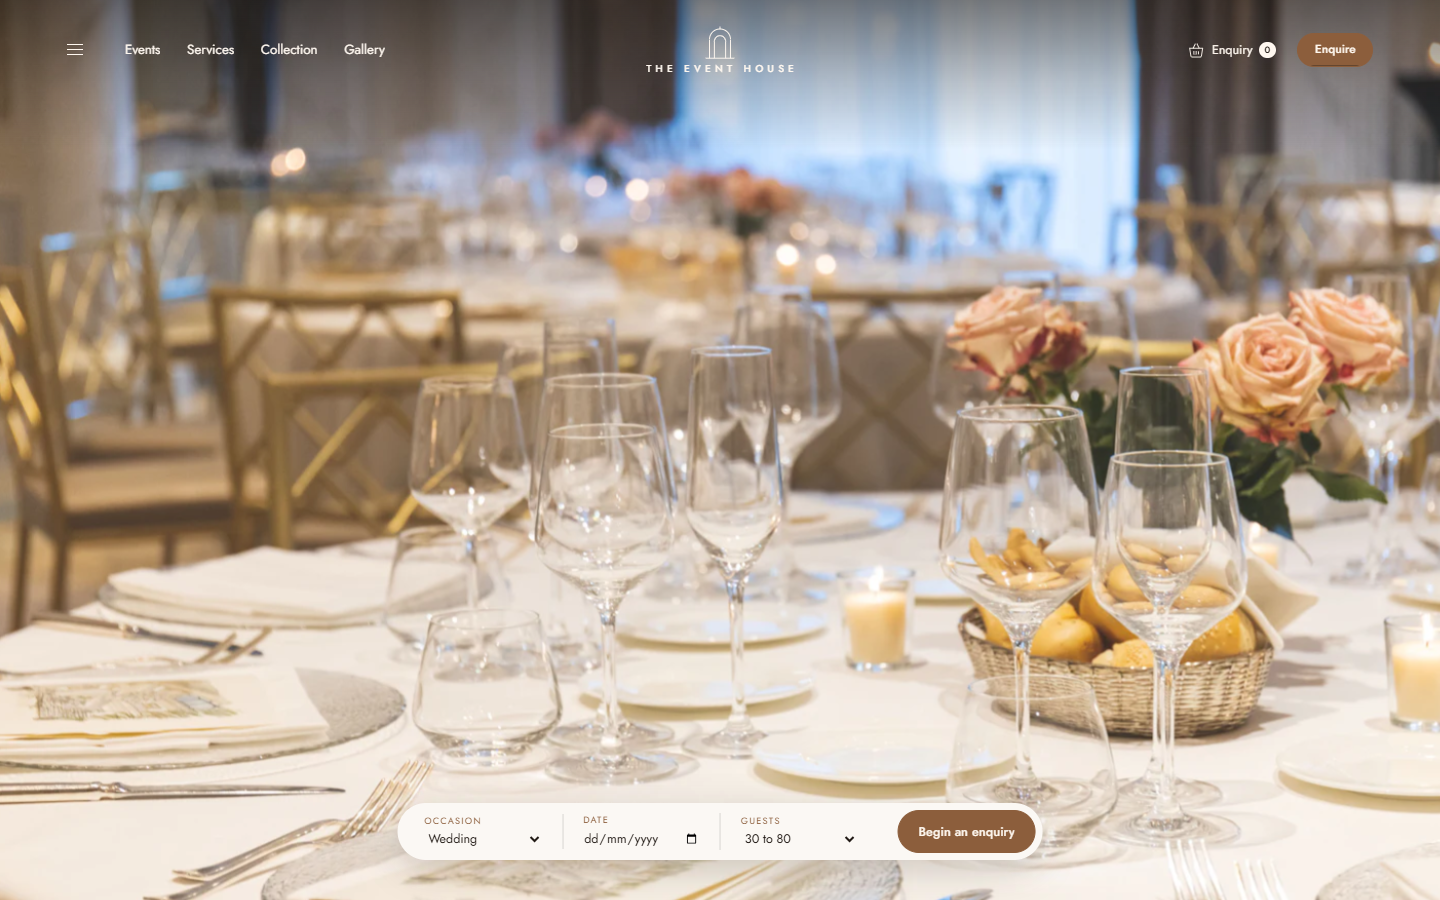 Events
Services
Collection
Gallery
THE EVENT HOUSE
Enquiry 0
Enquire
OCCASION
Wedding
DATE
dd/mm/yyyy
GUESTS
30 to 80
Begin an enquiry